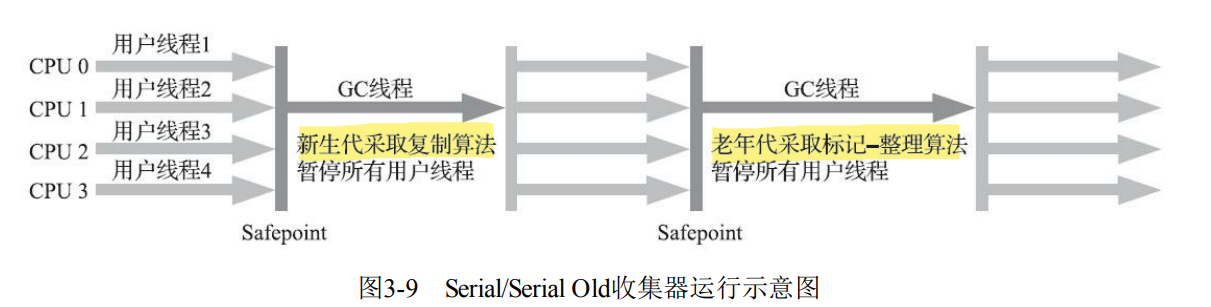 用户线程1
CPU 0
用户线程2
CPU 1
用户线程3
CPU 2
用户线程4
CPU 3
GC线程
新生代采取复制算法
暂停所有用户线程
Safepoint
GC线程
老年代采取标记-整理算法
暂停所有用户线程
Safepoint
图3-9 Serial/Serial Old收集器运行示意图